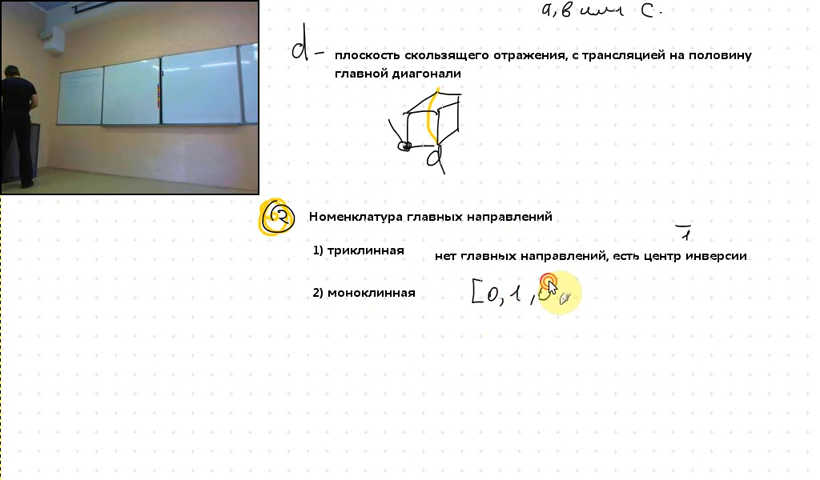 а, в или с.
d – плоскость скользящего отражения, с трансляцией на половину
главной диагонали
d
2 Номенклатура главных направлений
1
1) триклинная нет главных направлений, есть центр инверсии
2) моноклинная [0, 1, 0